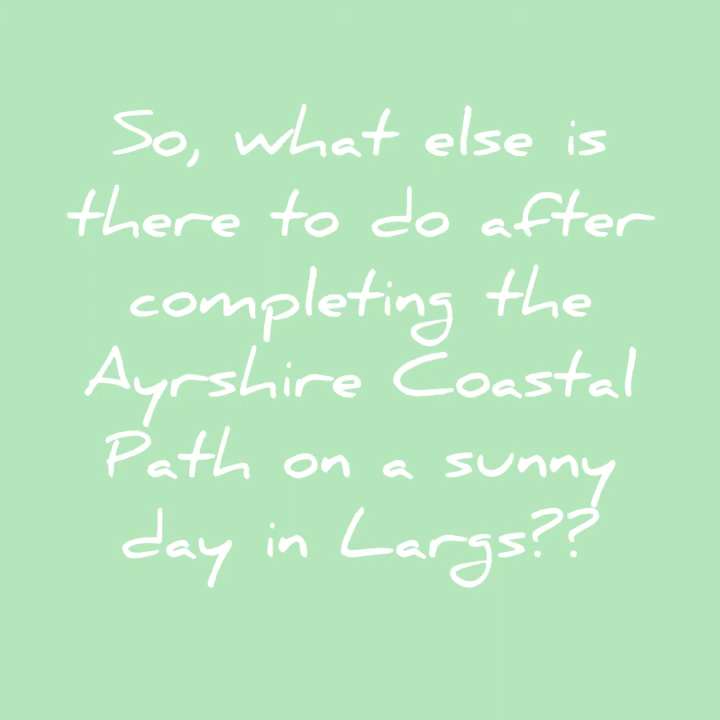 So, what else is
there to do after
completing the
Ayrshire Coastal
Path on a sunny
day in Largs??